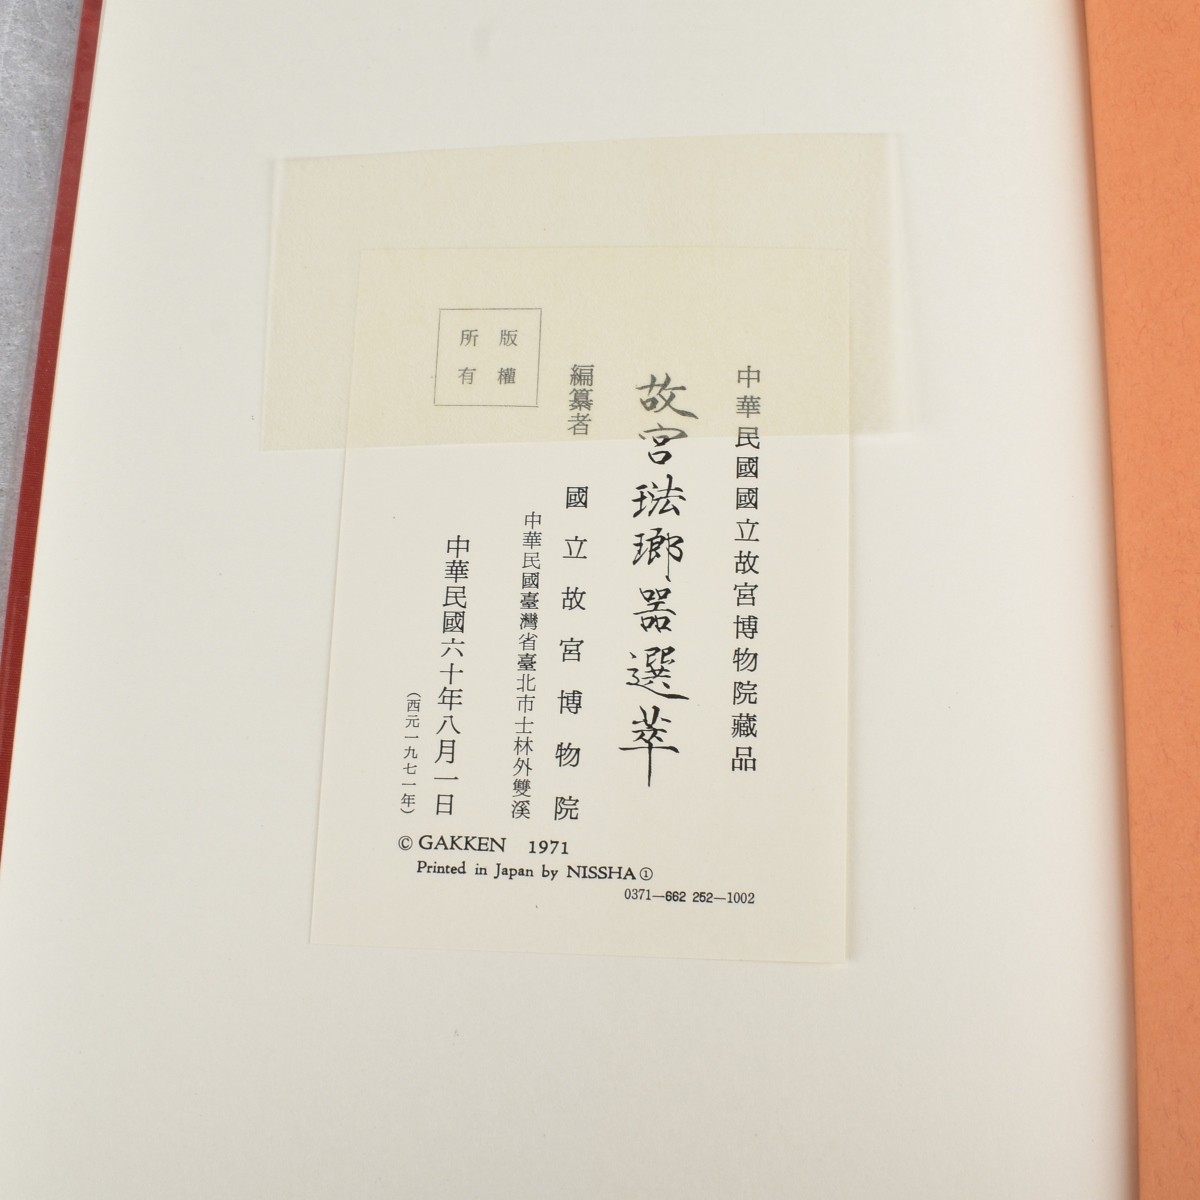 中華民國國立故宮博物院藏品
故宮琺瑯器選萃
編纂者 國立故宮博物院
中華民國臺灣省臺北市士林外雙溪
中華民國六十年八月一日
（西元一九七一年）
版權
所有
© GAKKEN 1971
Printed in Japan by NISSHA ①
0371—662 252—1002